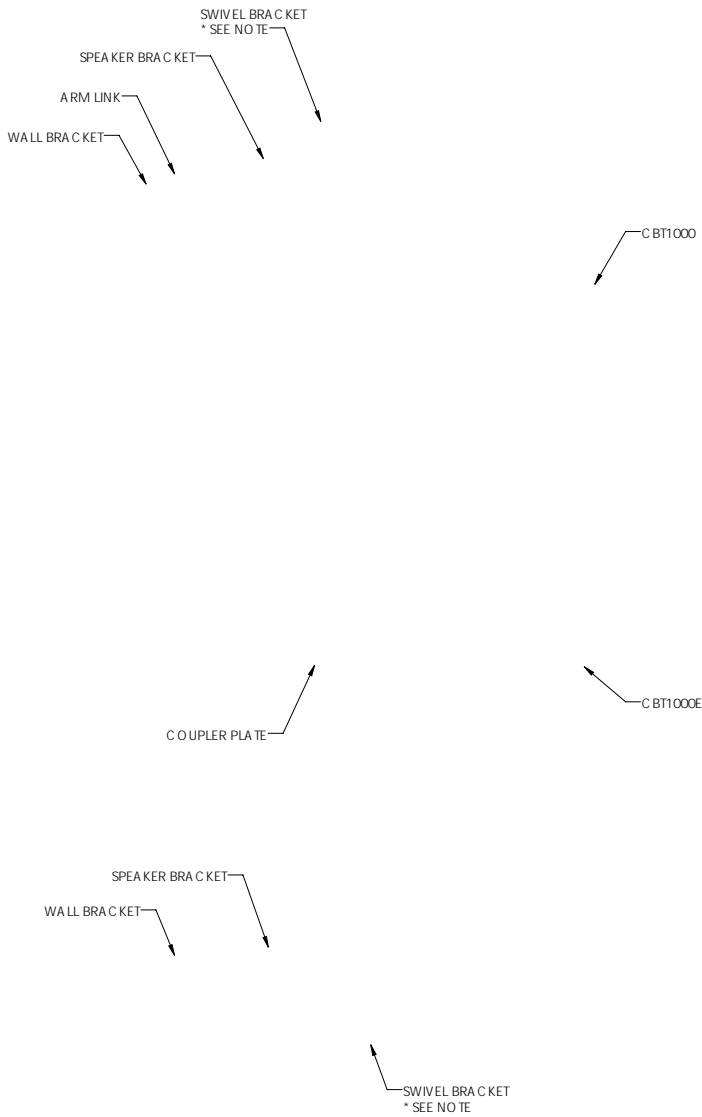 SWIVEL BRACKET
* SEE NOTE
SPEAKER BRACKET
ARM LINK
WALL BRACKET
CBT1000
CBT1000E
COUPLER PLATE
SPEAKER BRACKET
WALL BRACKET
SWIVEL BRACKET
* SEE NOTE